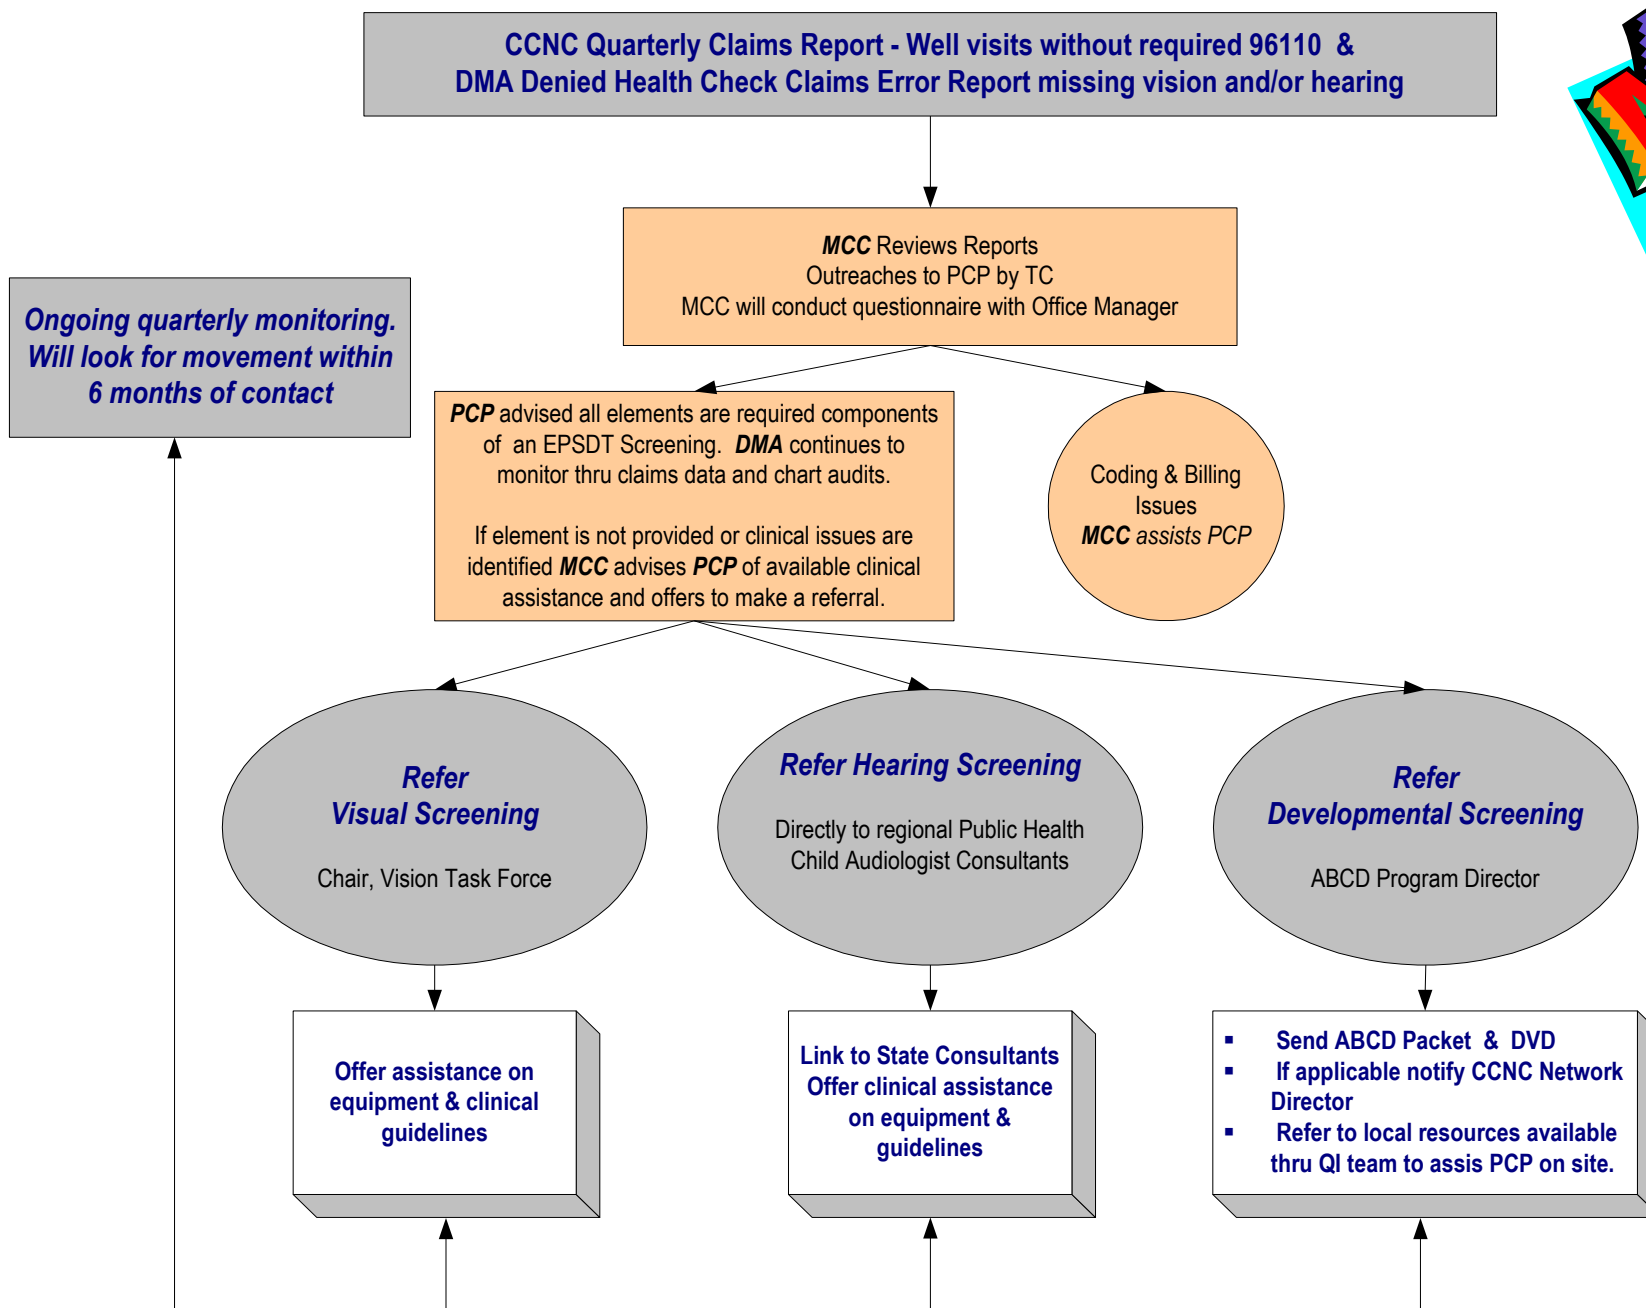 CCNC Quarterly Claims Report - Well visits without required 96110 &
DMA Denied Health Check Claims Error Report missing vision and/or hearing
MCC Reviews Reports
Outreaches to PCP by TC
MCC will conduct questionnaire with Office Manager
Ongoing quarterly monitoring.
Will look for movement within
6 months of contact
PCP advised all elements are required components
of an EPSDT Screening. DMA continues to
monitor thru claims data and chart audits.
If element is not provided or clinical issues are
identified MCC advises PCP of available clinical
assistance and offers to make a referral.
Coding & Billing
Issues
MCC assists PCP
Refer
Visual Screening
Chair, Vision Task Force
Refer Hearing Screening
Directly to regional Public Health
Child Audiologist Consultants
Refer
Developmental Screening
ABCD Program Director
Offer assistance on
equipment & clinical
guidelines
Link to State Consultants
Offer clinical assistance
on equipment &
guidelines
▪ Send ABCD Packet & DVD
▪ If applicable notify CCNC Network
Director
▪ Refer to local resources available
thru QI team to assis PCP on site.